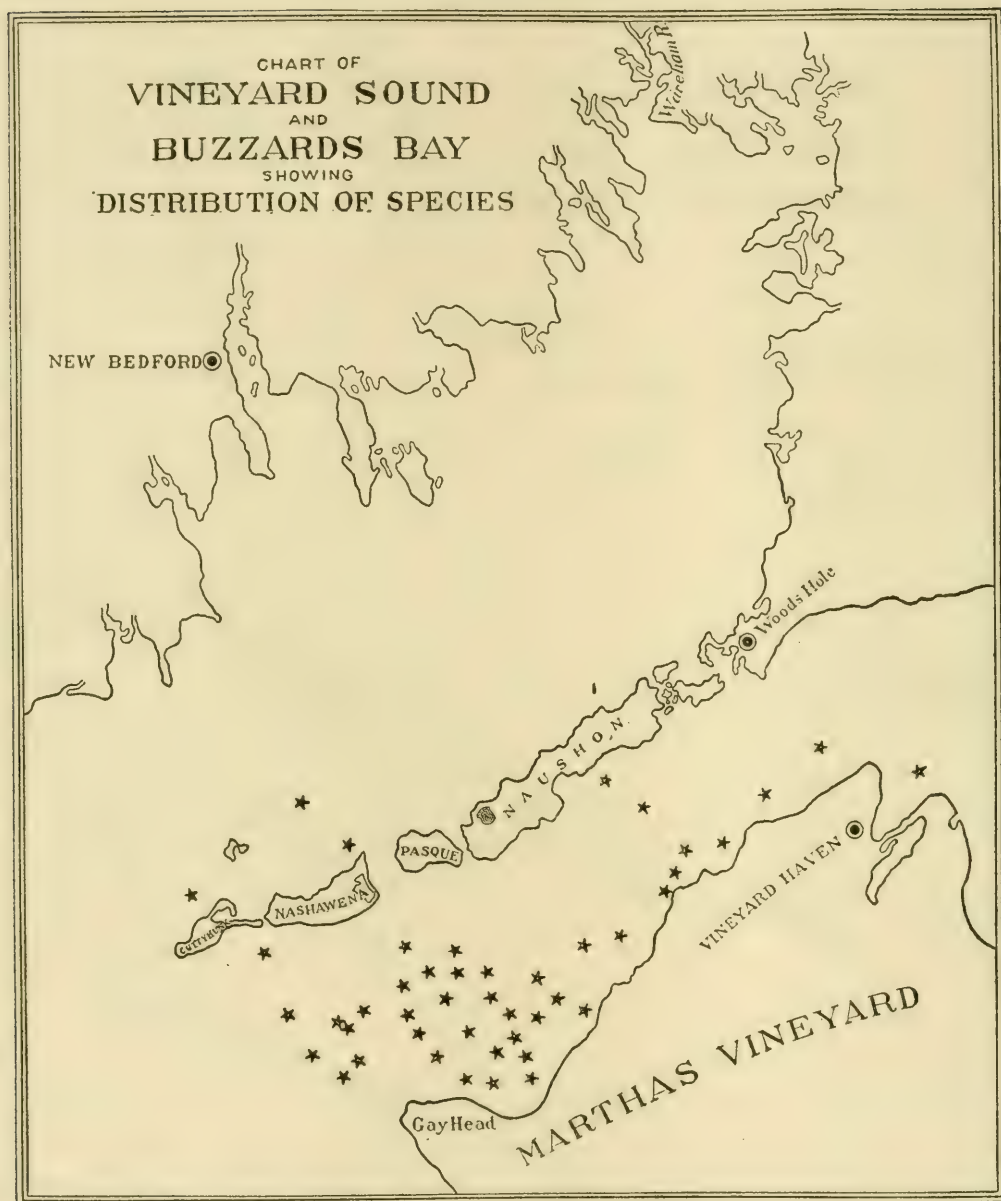 CHART OF
VINEYARD SOUND
AND
BUZZARDS BAY
SHOWING
DISTRIBUTION OF SPECIES
Wareham R.
NEW BEDFORD
Woods Hole
NAUSHON
PASQUE
NASHAWENA
CUTTYHUNK
VINEYARD HAVEN
MARTHAS VINEYARD
Gay Head